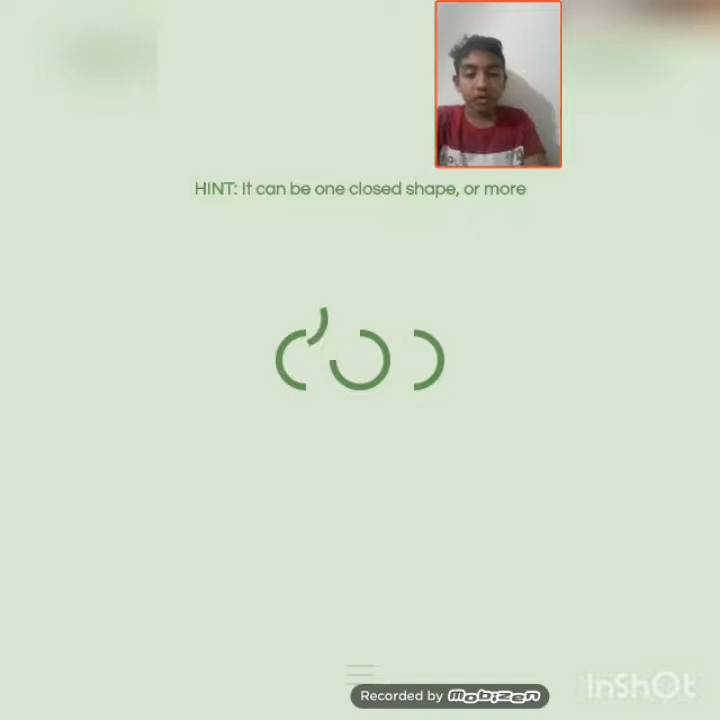 HINT: It can be one closed shape, or more
Recorded by mobizen
InShOt